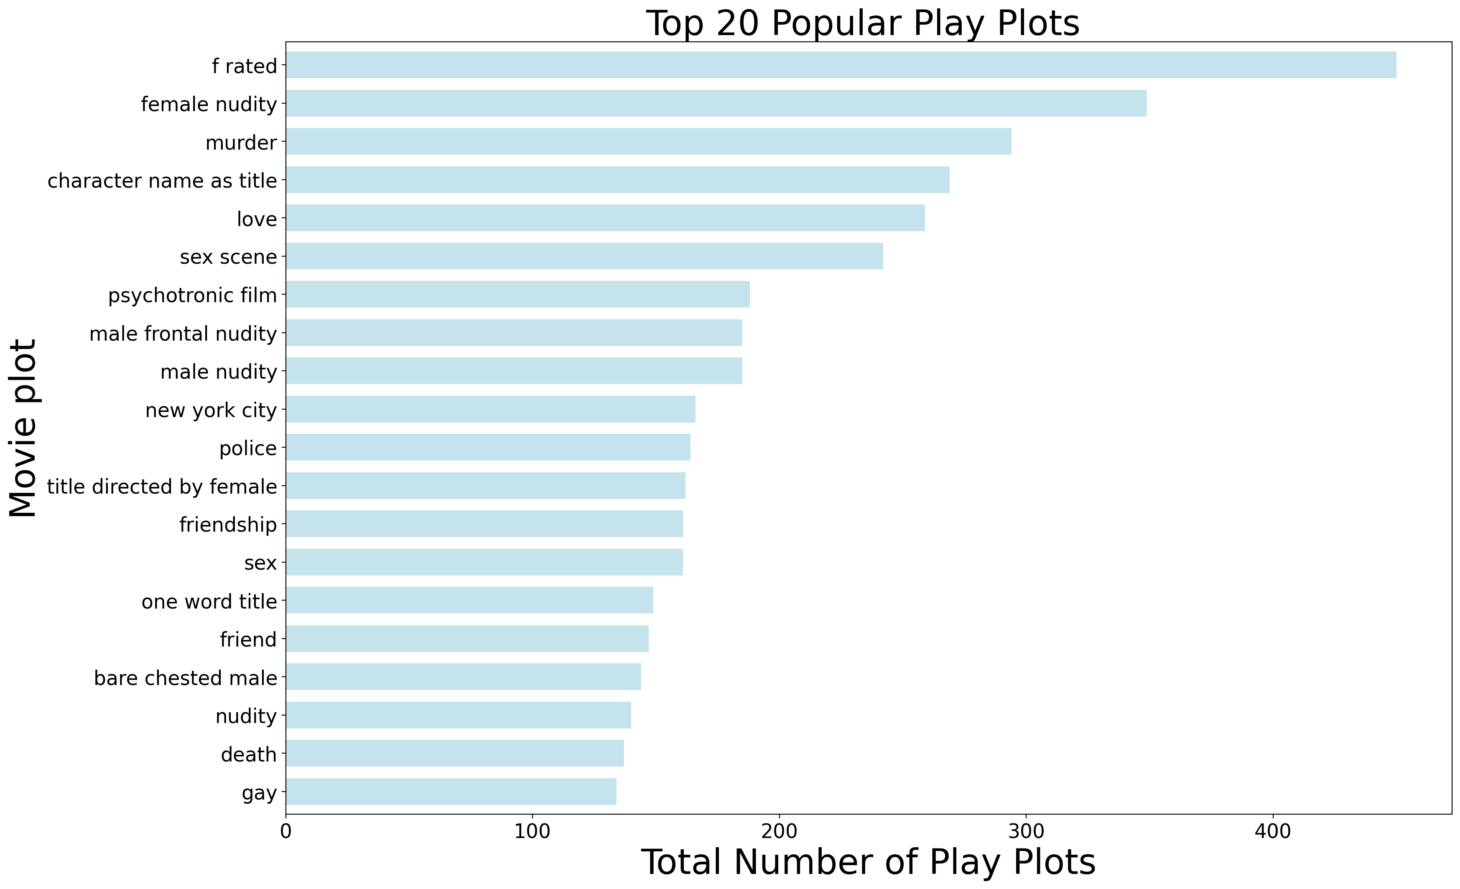 Top 20 Popular Play Plots
Movie plot
f rated
female nudity
murder
character name as title
love
sex scene
psychotronic film
male frontal nudity
male nudity
new york city
police
title directed by female
friendship
sex
one word title
friend
bare chested male
nudity
death
gay
0 100 200 300 400
Total Number of Play Plots